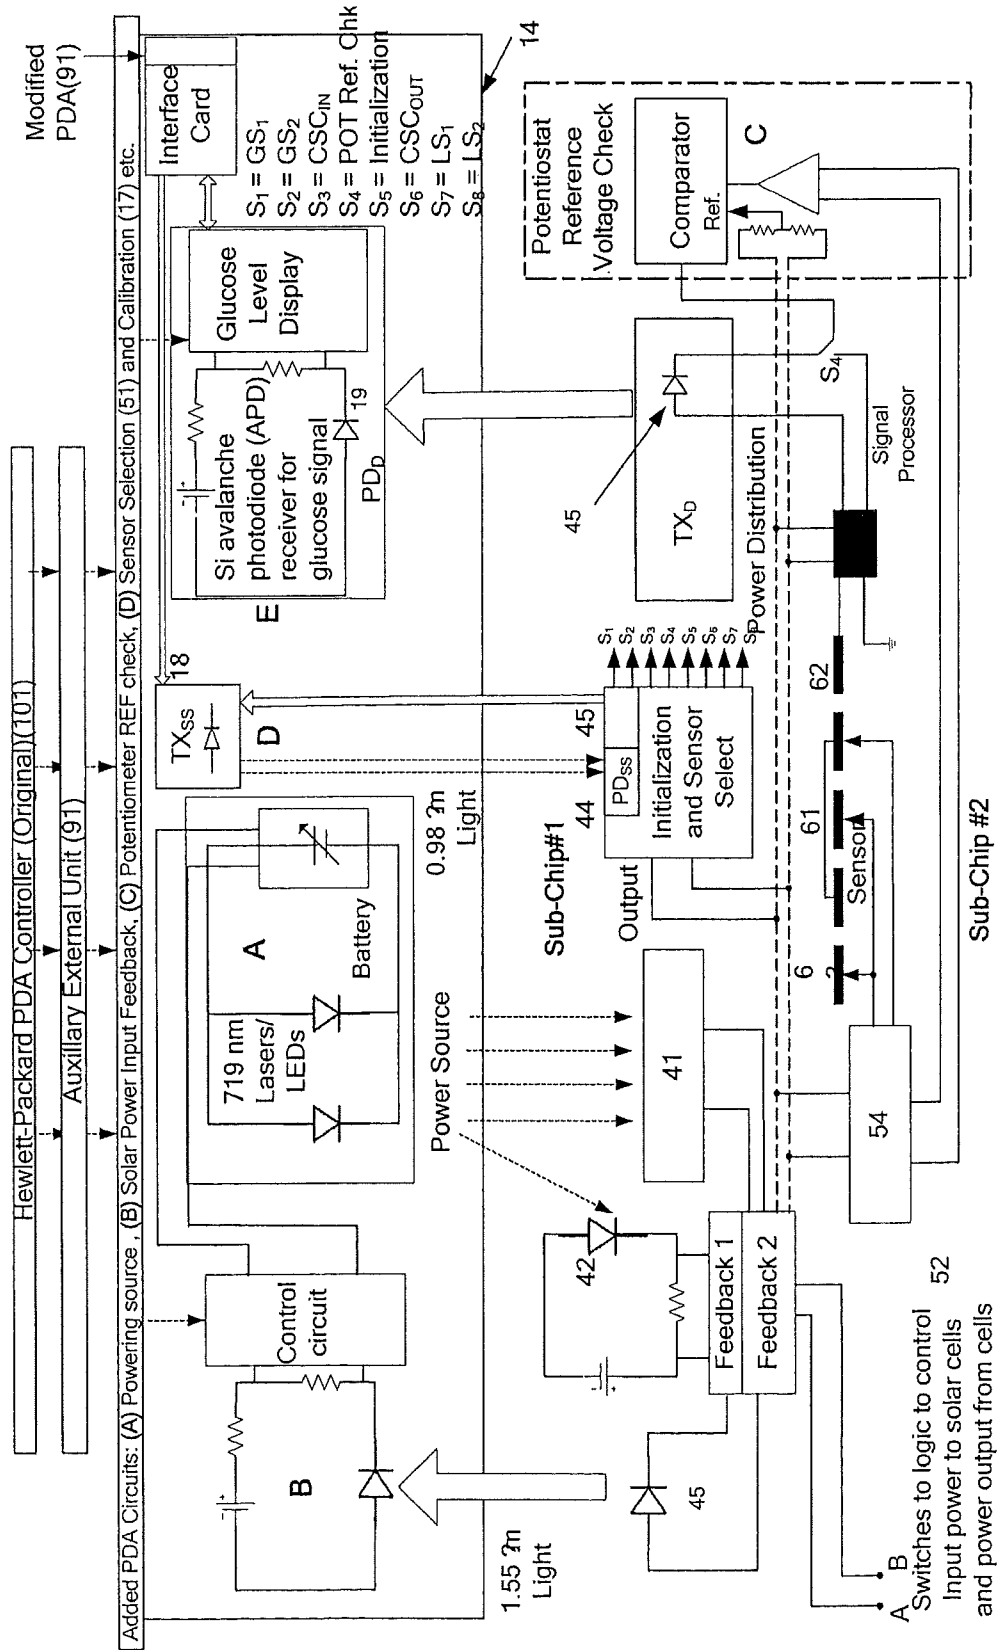 Hewlett-Packard PDA Controller (Original)(101)
Auxillary External Unit (91)
Added PDA Circuits: (A) Powering source , (B) Solar Power Input Feedback, (C) Potentiometer REF check, (D) Sensor Selection (51) and Calibration (17) etc.
Modified
PDA(91)
Interface
Card
14
S1 = GS1
S2 = GS2
S3 = CSCIN
S4 = POT Ref. Chk
S5 = Initialization
S6 = CSCOUT
S7 = LS1
S8 = LS2
Control
circuit
B
719 nm
Lasers/
LEDs
A
Battery
TXSS
18
D
E
Si avalanche
photodiode (APD)
receiver for
glucose signal
Glucose
Level
Display
19
PDD
1.55 ?m
Light
Power Source
0.98 ?m
Light
45
42
Feedback 1
Feedback 2
41
Sub-Chip#1
Output
44
45
PDSS
Initialization
and Sensor
Select
S1
S2
S3
S4
S5
S6
S7
S8
45
TXD
Power Distribution
S4
Signal
Processor
Potentiostat
Reference
Voltage Check
Comparator
Ref.
C
A
B
Switches to logic to control
Input power to solar cells
and power output from cells
52
54
6
2
Sensor
61
62
Sub-Chip #2